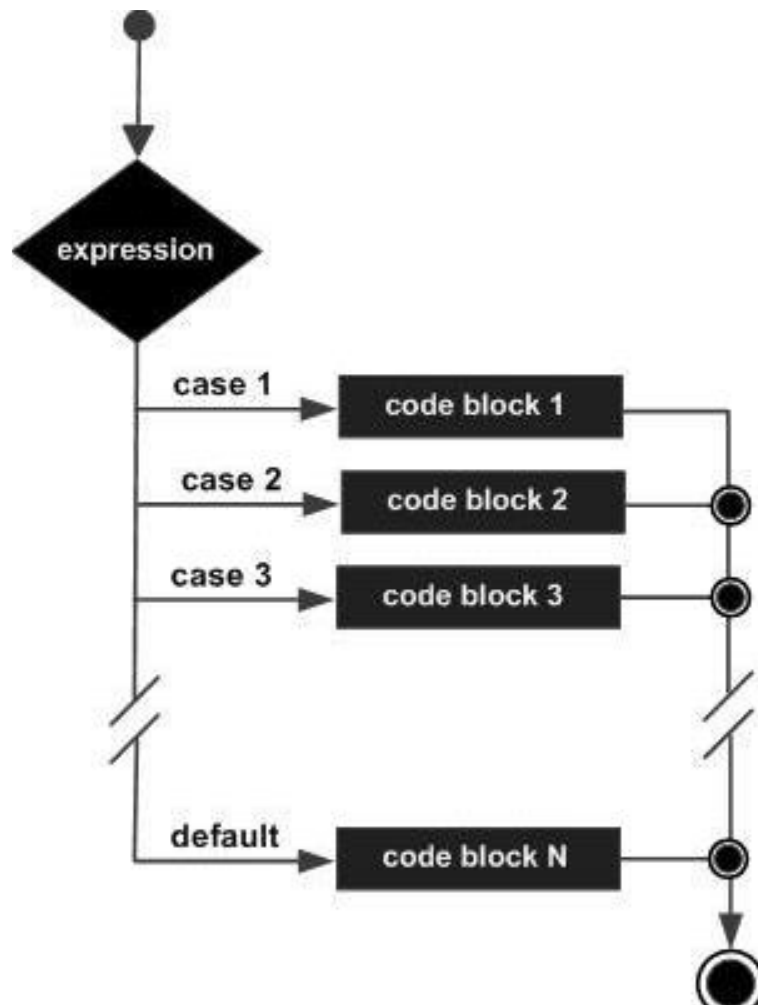 expression
case 1
code block 1
case 2
code block 2
case 3
code block 3
default
code block N